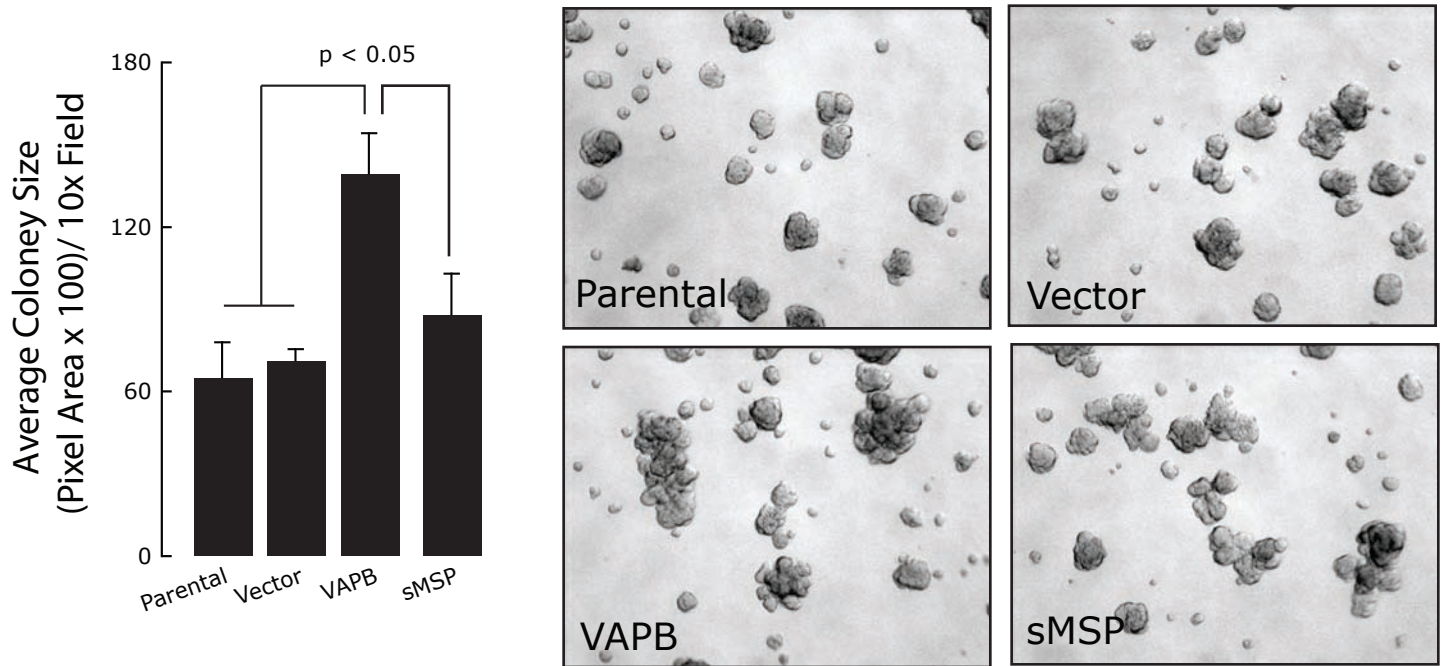 p < 0.05
Average Coloney Size
(Pixel Area x 100)/ 10x Field
180
120
60
0
Parental
Vector
VAPB
sMSP
Parental
Vector
VAPB
sMSP